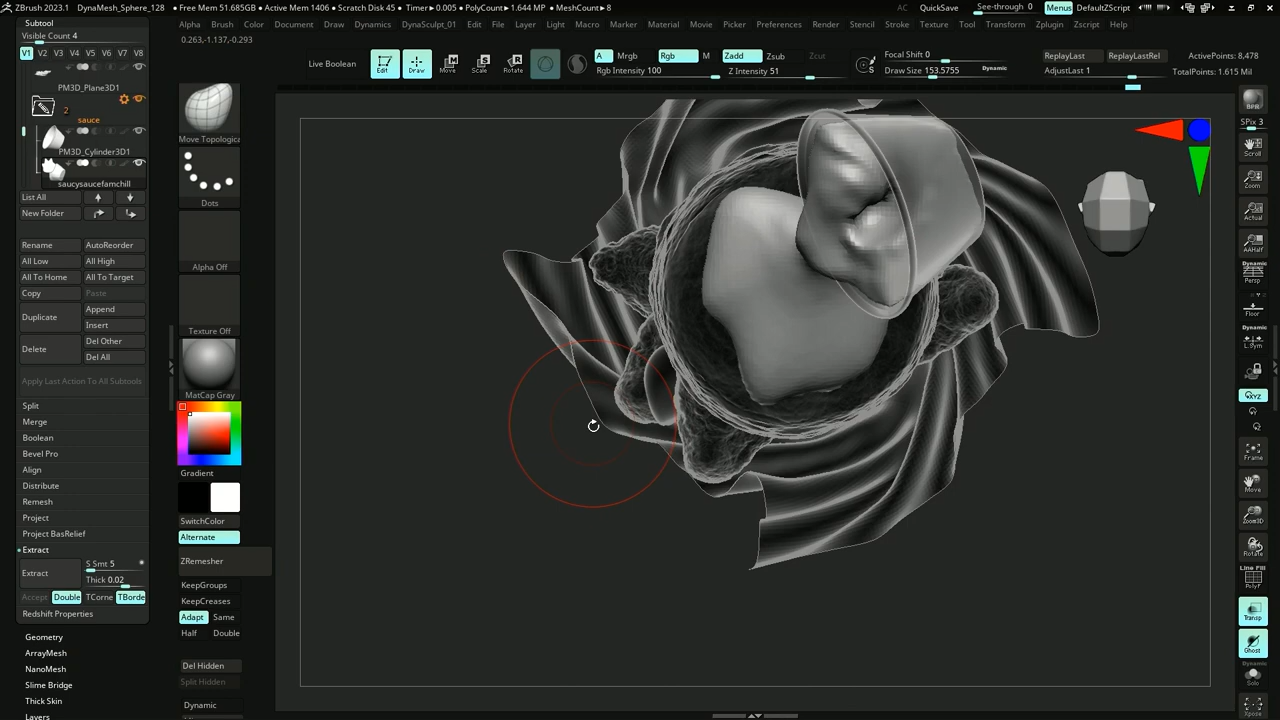 ZBrush 2023.1 DynaMesh_Sphere_128 ● Free Mem 51.685GB ● Active Mem 1406 ● Scratch Disk 45 ● Timer▶0.005 ● PolyCount▶1.644 MP ● MeshCount▶8 AC QuickSave See-through 0 Menus DefaultZScript
Alpha Brush Color Document Draw Dynamics DynaSculpt_01 Edit File Layer Light Macro Marker Material Movie Picker Preferences Render Stencil Stroke Texture Tool Transform Zplugin Zscript Help
0.263,-1.137,-0.293
Live Boolean
Edit
Draw
Move
Scale
Rotate
A Mrgb Rgb M Zadd Zsub Zcut
Rgb Intensity 100 Z Intensity 51
S
Focal Shift 0
Draw Size 153.5755 Dynamic
ReplayLast ReplayLastRel
AdjustLast 1
ActivePoints: 8,478
TotalPoints: 1.615 Mil
Subtool
Visible Count 4
V1 V2 V3 V4 V5 V6 V7 V8
PM3D_Plane3D1
2
sauce
PM3D_Cylinder3D1
saucysaucefamchill
List All
New Folder
Rename AutoReorder
All Low All High
All To Home All To Target
Copy Paste
Duplicate Append
Insert
Delete Del Other
Del All
Apply Last Action To All Subtools
Split
Merge
Boolean
Bevel Pro
Align
Distribute
Remesh
Project
Project BasRelief
Extract
Extract S Smt 5
Thick 0.02
Accept Double TCorne TBorde
Redshift Properties
Geometry
ArrayMesh
NanoMesh
Slime Bridge
Thick Skin
Layers
Move Topologica
Dots
Alpha Off
Texture Off
MatCap Gray
Gradient
SwitchColor
Alternate
ZRemesher
KeepGroups
KeepCreases
Adapt Same
Half Double
Del Hidden
Split Hidden
Dynamic
BPR
SPix 3
Scroll
Zoom
Actual
AAHalf
Dynamic
Persp
Floor
Dynamic
L.Sym
XYZ
Frame
Move
Zoom3D
Rotate
Line Fill
PolyF
Transp
Ghost
Dynamic
Solo
Xpose